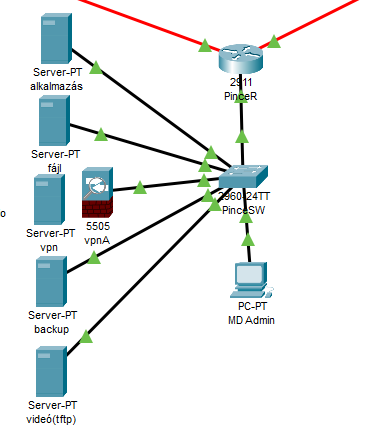 Server-PT
alkalmazás
2911
PinceR
Server-PT
fájl
2960-24TT
PinceSW
Server-PT
vpn
5505
vpnA
o
PC-PT
MD Admin
Server-PT
backup
Server-PT
videó(tftp)